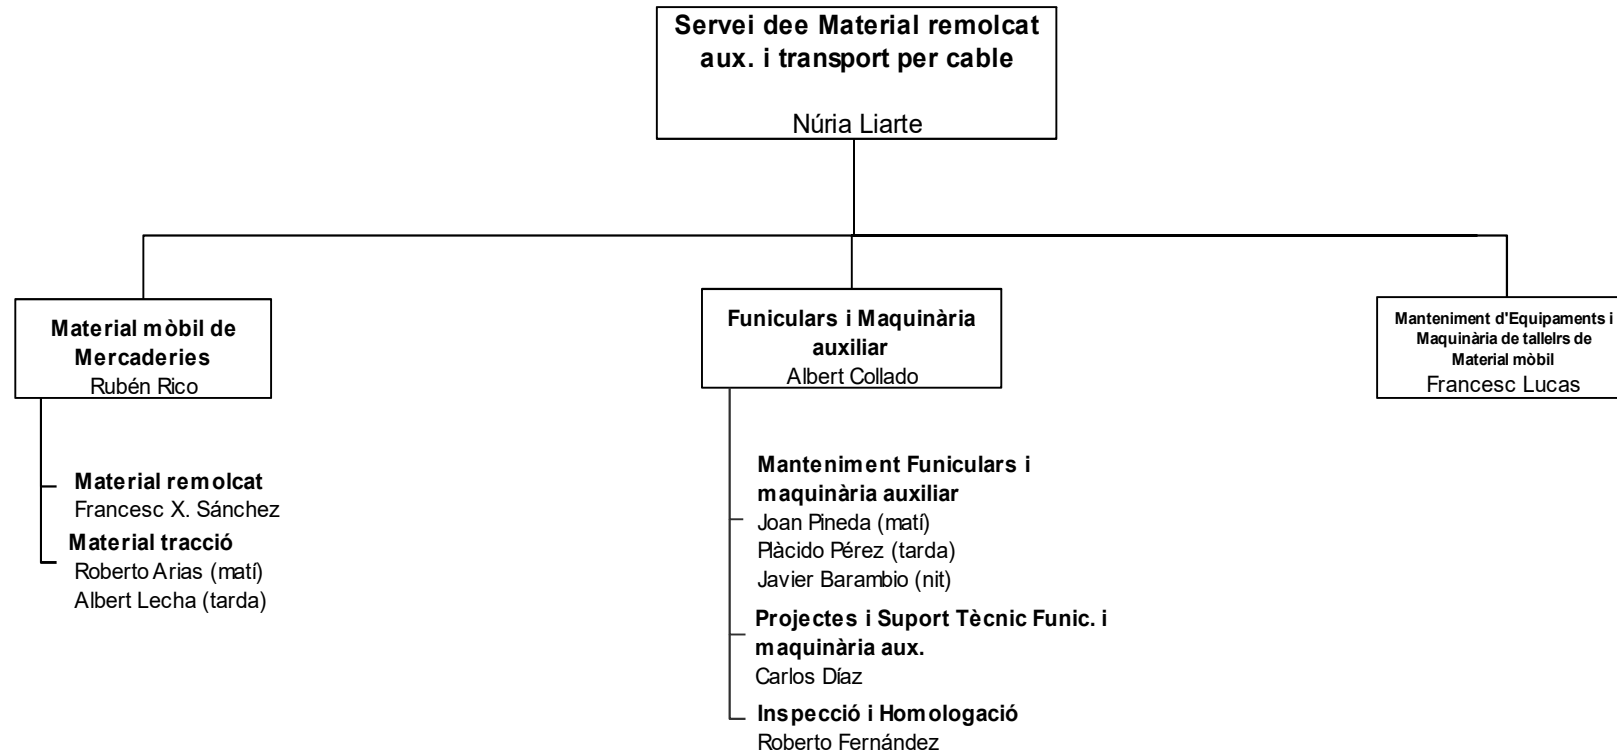 Servei dee Material remolcat
aux. i transport per cable
Núria Liarte
Material mòbil de
Mercaderies
Rubén Rico
Funiculars i Maquinària
auxiliar
Albert Collado
Manteniment d'Equipaments i
Maquinària de tallelrs de
Material mòbil
Francesc Lucas
Material remolcat
Francesc X. Sánchez
Material tracció
Roberto Arias (matí)
Albert Lecha (tarda)
Manteniment Funiculars i
maquinària auxiliar
Joan Pineda (matí)
Plàcido Pérez (tarda)
Javier Barambio (nit)
Projectes i Suport Tècnic Funic. i
maquinària aux.
Carlos Díaz
Inspecció i Homologació
Roberto Fernández